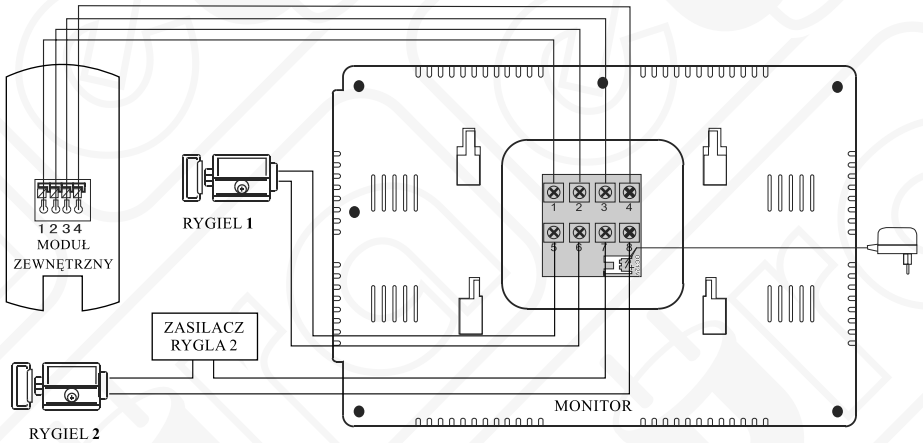 1 2 3 4
5 6 7 8
1 2 3 4
MODUŁ
ZEWNĘTRZNY
RYGIEL 1
ZASILACZ
RYGLA 2
RYGIEL 2
MONITOR